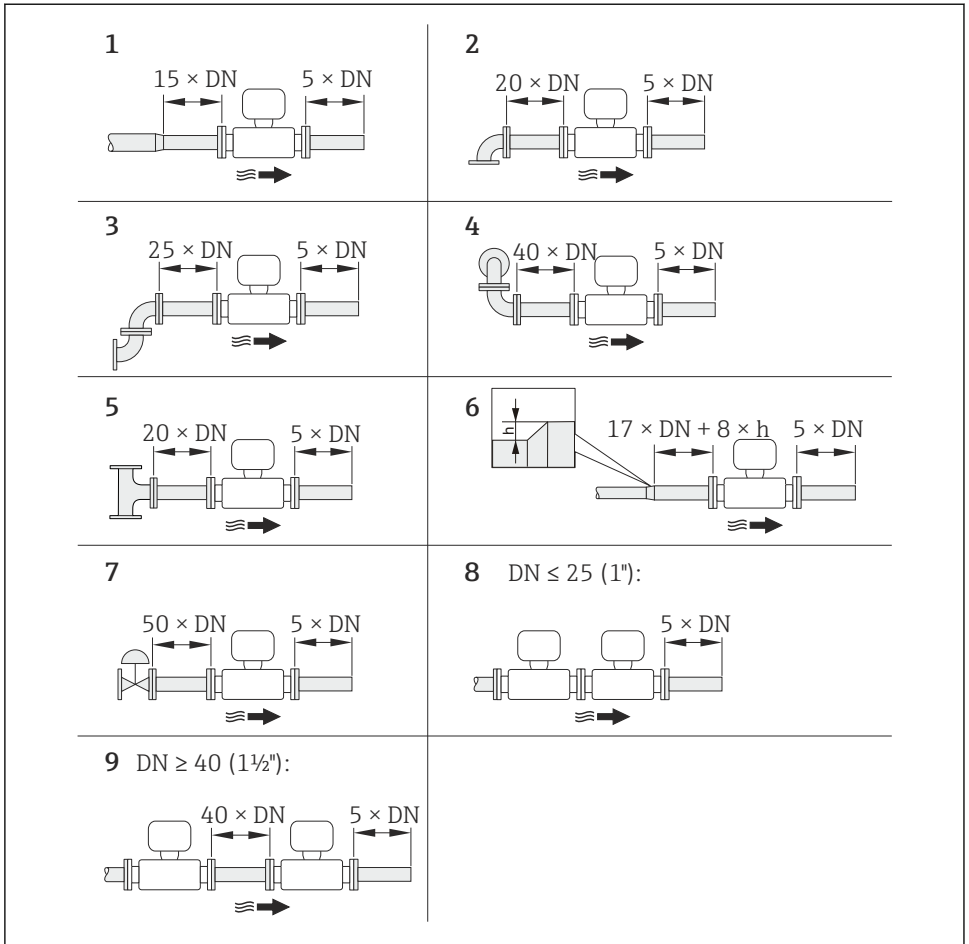 1
15 × DN 5 × DN
2
20 × DN 5 × DN
3
25 × DN 5 × DN
4
40 × DN 5 × DN
5
20 × DN 5 × DN
6
h
17 × DN + 8 × h 5 × DN
7
50 × DN 5 × DN
8 DN ≤ 25 (1"):
5 × DN
9 DN ≥ 40 (1½"):
40 × DN 5 × DN